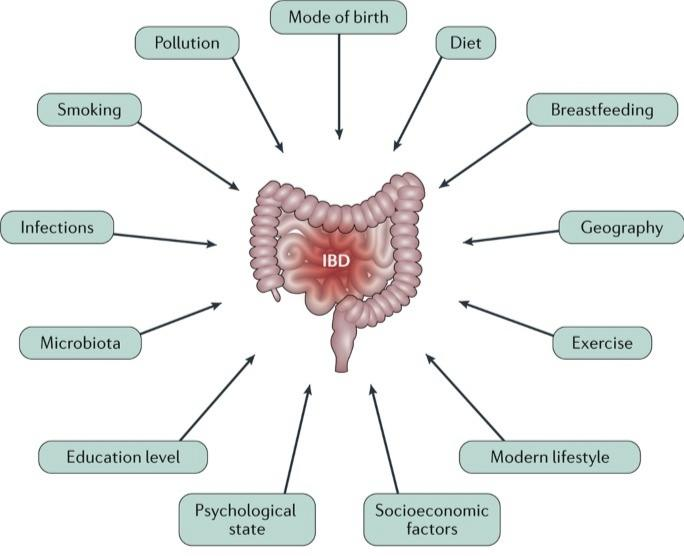 Mode of birth
Pollution
Diet
Smoking
Breastfeeding
Infections
Geography
IBD
Microbiota
Exercise
Education level
Modern lifestyle
Psychological
state
Socioeconomic
factors